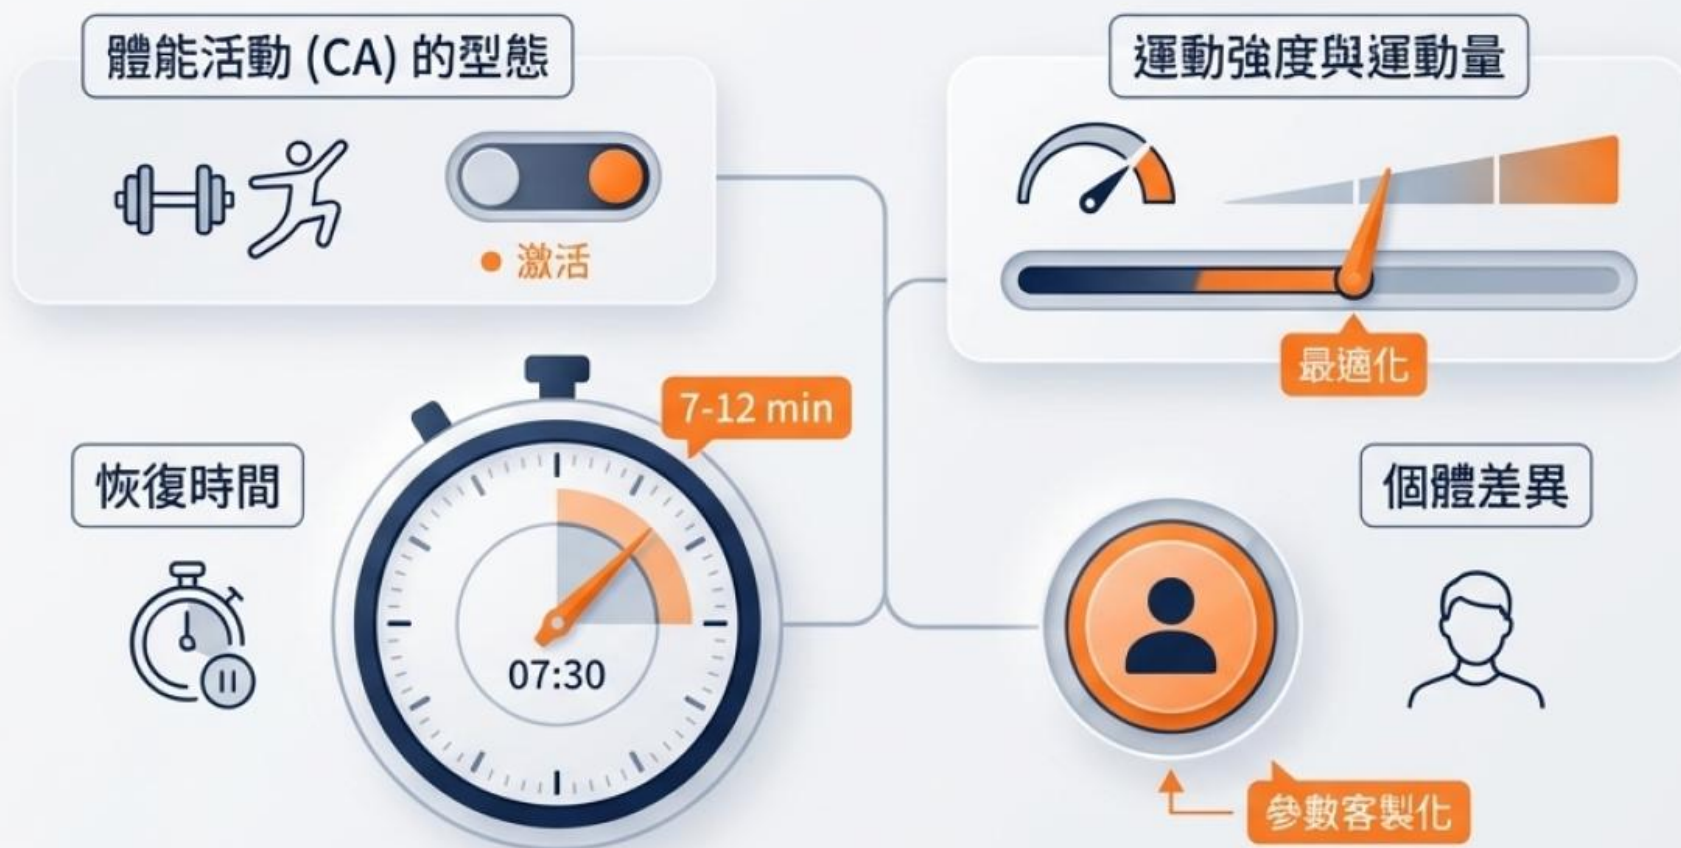 體能活動 (CA) 的型態
激活
運動強度與運動量
最適化
恢復時間
7-12 min
07:30
個體差異
參數客製化